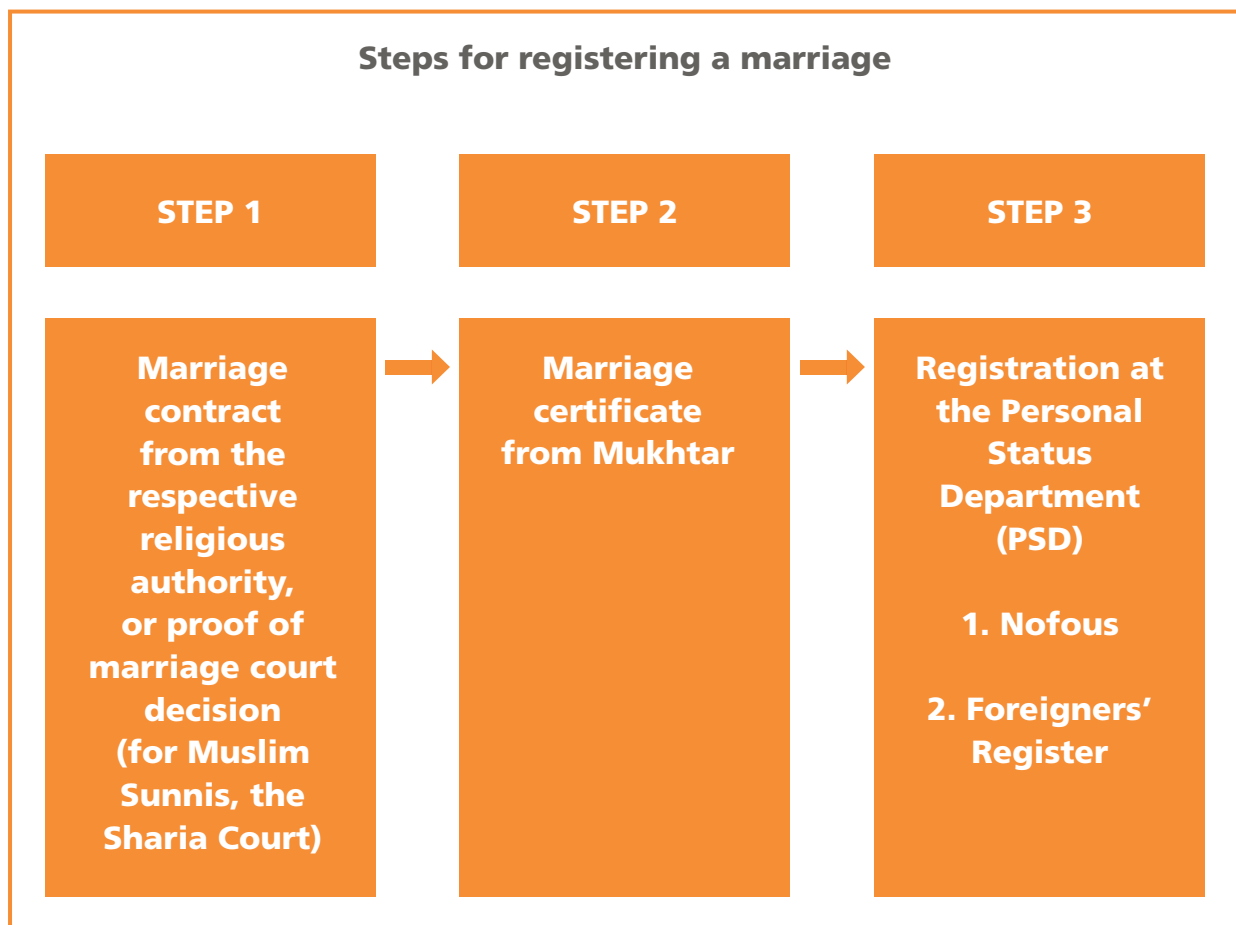 Steps for registering a marriage
STEP 1
STEP 2
STEP 3
Marriage
contract
from the
respective
religious
authority,
or proof of
marriage court
decision
(for Muslim
Sunnis, the
Sharia Court)
Marriage
certificate
from Mukhtar
Registration at
the Personal
Status
Department
(PSD)
1. Nofous
2. Foreigners’
Register